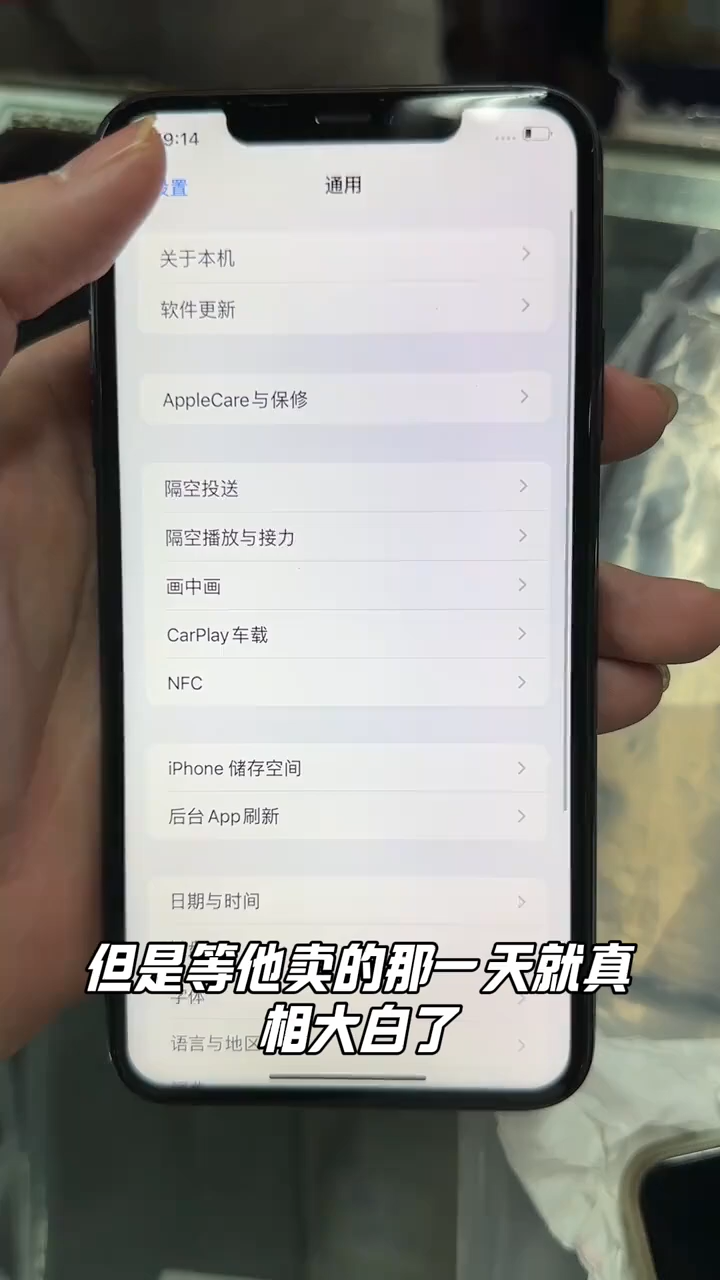 9:14
设置
通用
关于本机
软件更新
AppleCare与保修
隔空投送
隔空播放与接力
画中画
CarPlay车载
NFC
iPhone 储存空间
后台App刷新
日期与时间
字体
语言与地区
但是等他卖的那一天就真
相大白了